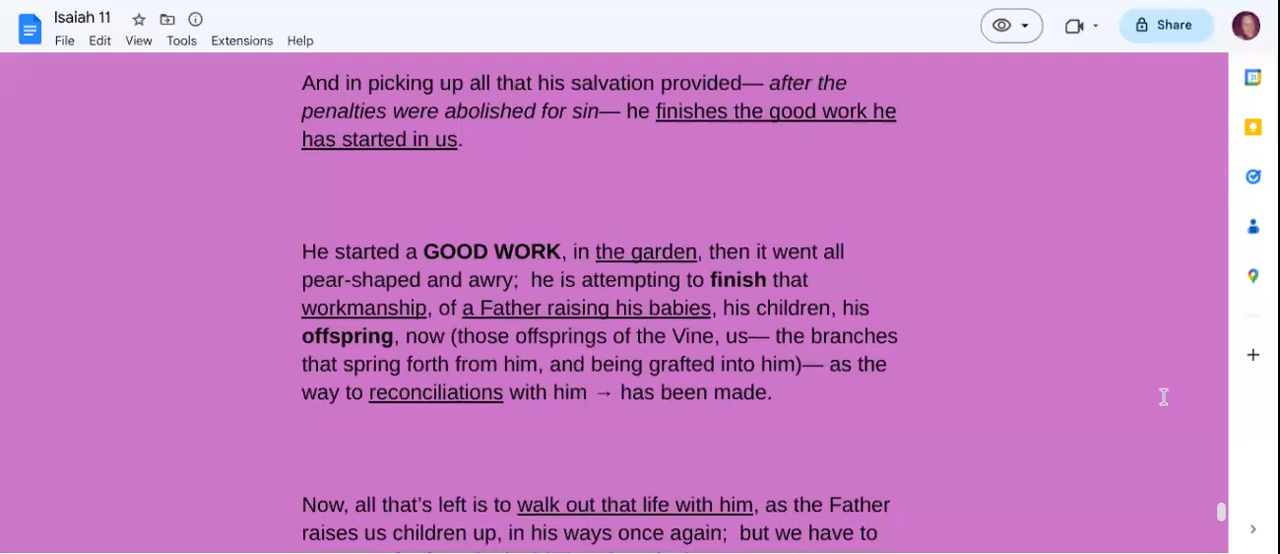 Isaiah 11
File Edit View Tools Extensions Help
Share
And in picking up all that his salvation provided— after the
penalties were abolished for sin— he finishes the good work he
has started in us.
He started a GOOD WORK, in the garden, then it went all
pear-shaped and awry;  he is attempting to finish that
workmanship, of a Father raising his babies, his children, his
offspring, now (those offsprings of the Vine, us— the branches
that spring forth from him, and being grafted into him)— as the
way to reconciliations with him → has been made.
Now, all that’s left is to walk out that life with him, as the Father
raises us children up, in his ways once again;  but we have to